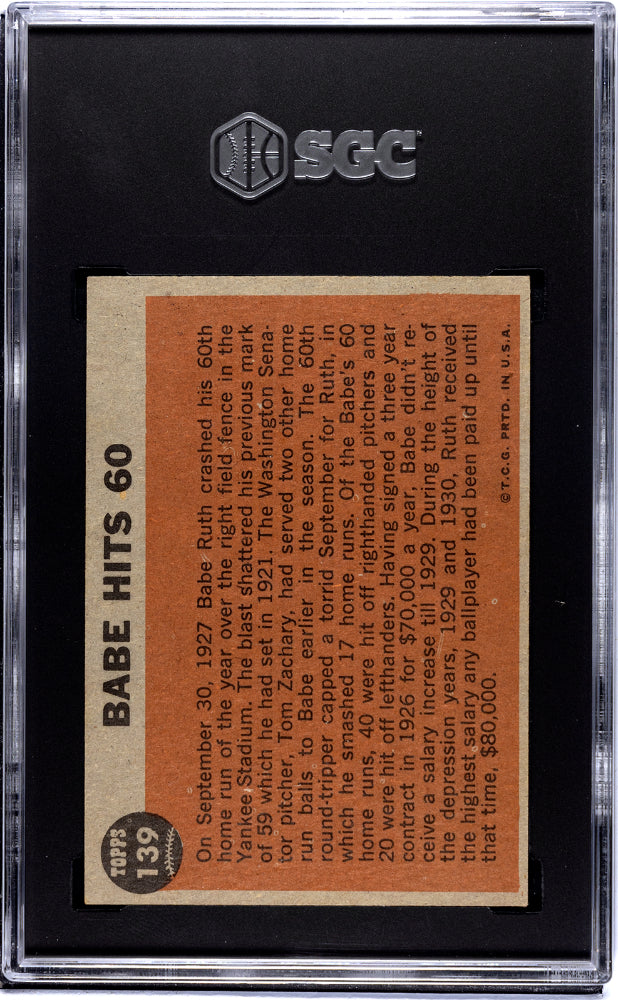 SGC
TOPPS
139
BABE HITS 60
On September 30, 1927 Babe Ruth crashed his 60th
home run of the year over the right field fence in the
Yankee Stadium. The blast shattered his previous mark
of 59 which he had set in 1921. The Washington Sena-
tor pitcher, Tom Zachary, had served two other home
run balls to Babe earlier in the season. The 60th
round-tripper capped a torrid September for Ruth, in
which he smashed 17 home runs. Of the Babe's 60
home runs, 40 were hit off righthanded pitchers and
20 were hit off lefthanders. Having signed a three year
contract in 1926 for $70,000 a year, Babe didn't re-
ceive a salary increase till 1929. During the height of
the depression years, 1929 and 1930, Ruth received
the highest salary any ballplayer had been paid up until
that time, $80,000.
©T.C.G. PRTD. IN U.S.A.